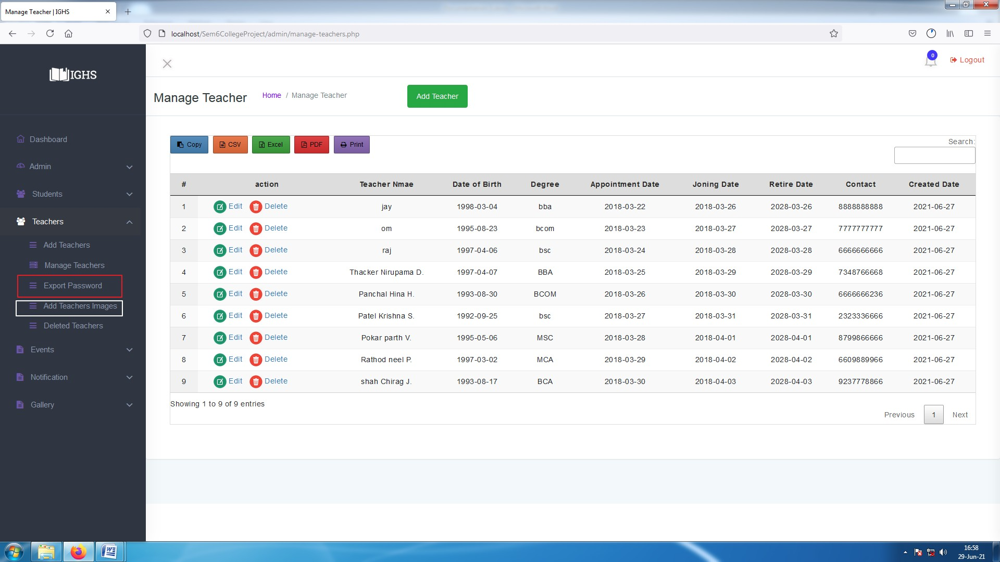 Manage Teacher | IGHS
localhost/Sem6CollegeProject/admin/manage-teachers.php
IGHS
0
Logout
Manage Teacher
Home / Manage Teacher
Add Teacher
Dashboard
Admin
Students
Teachers
Add Teachers
Manage Teachers
Export Password
Add Teachers Images
Deleted Teachers
Events
Notification
Gallery
Copy CSV Excel PDF Print
Search:
# action Teacher Nmae Date of Birth Degree Appointment Date Joning Date Retire Date Contact Created Date
1 Edit Delete jay 1998-03-04 bba 2018-03-22 2018-03-26 2028-03-26 8888888888 2021-06-27
2 Edit Delete om 1995-08-23 bcom 2018-03-23 2018-03-27 2028-03-27 7777777777 2021-06-27
3 Edit Delete raj 1997-04-06 bsc 2018-03-24 2018-03-28 2028-03-28 6666666666 2021-06-27
4 Edit Delete Thacker Nirupama D. 1997-04-07 BBA 2018-03-25 2018-03-29 2028-03-29 7348766668 2021-06-27
5 Edit Delete Panchal Hina H. 1993-08-30 BCOM 2018-03-26 2018-03-30 2028-03-30 6666666236 2021-06-27
6 Edit Delete Patel Krishna S. 1992-09-25 bsc 2018-03-27 2018-03-31 2028-03-31 2323336666 2021-06-27
7 Edit Delete Pokar parth V. 1995-05-06 MSC 2018-03-28 2018-04-01 2028-04-01 8799866666 2021-06-27
8 Edit Delete Rathod neel P. 1997-03-02 MCA 2018-03-29 2018-04-02 2028-04-02 6609889966 2021-06-27
9 Edit Delete shah Chirag J. 1993-08-17 BCA 2018-03-30 2018-04-03 2028-04-03 9237778866 2021-06-27
Showing 1 to 9 of 9 entries
Previous 1 Next
16:58
29-Jun-21